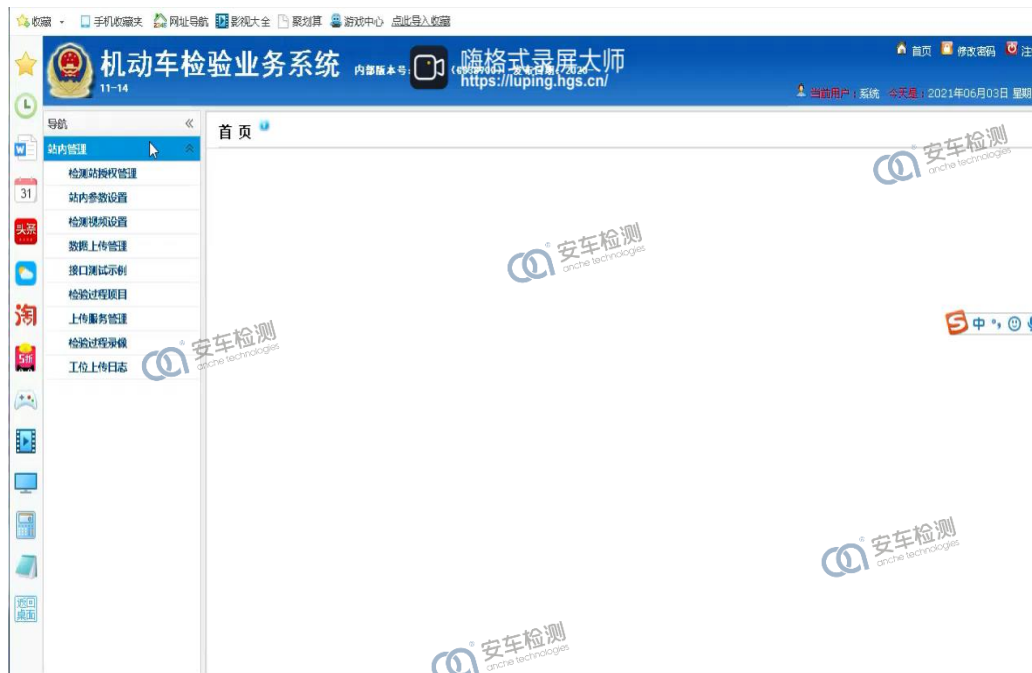 收藏 手机收藏夹 网址导航 影视大全 聚划算 游戏中心 点此导入收藏
机动车检验业务系统
11-14
内部版本号:
嗨格式录屏大师
https://luping.hgs.cn/
首页 修改密码 注
当前用户：系统 今天是：2021年06月03日 星期
导航
首页
站内管理
检测站授权管理
站内参数设置
检测视频设置
数据上传管理
接口测试示例
检验过程项目
上传服务管理
检验过程录像
工位上传日志
31
头条
淘
中
返回
桌面
安车检测
anche technologies
安车检测
anche technologies
安车检测
anche technologies
安车检测
anche technologies
安车检测
anche technologies